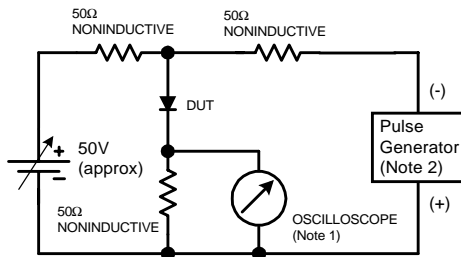 50Ω
NONINDUCTIVE
50Ω
NONINDUCTIVE
DUT
(-)
Pulse
Generator
(Note 2)
(+)
+
50V
(approx)
−
50Ω
NONINDUCTIVE
OSCILLOSCOPE
(Note 1)